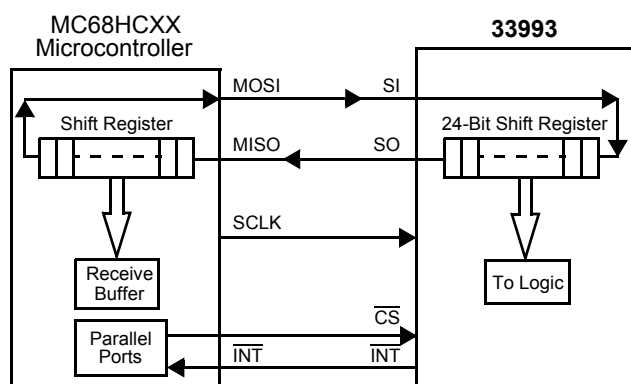 MC68HCXX
Microcontroller
33993
MOSI
SI
Shift Register
24-Bit Shift Register
MISO
SO
SCLK
Receive
Buffer
To Logic
CS
Parallel
Ports
INT
INT